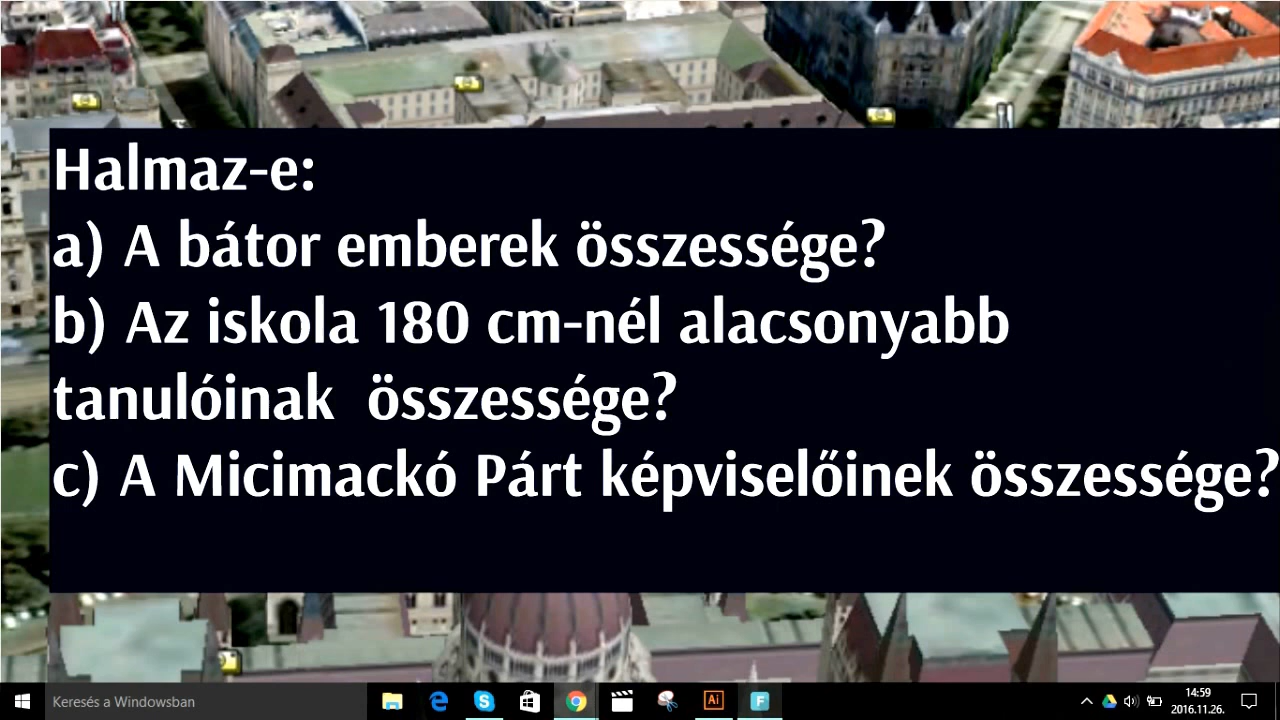 Halmaz-e:
a) A bátor emberek összessége?
b) Az iskola 180 cm-nél alacsonyabb
tanulóinak összessége?
c) A Micimackó Párt képviselőinek összessége?
Keresés a Windowsban
Ai
F
14:59
2016.11.26.